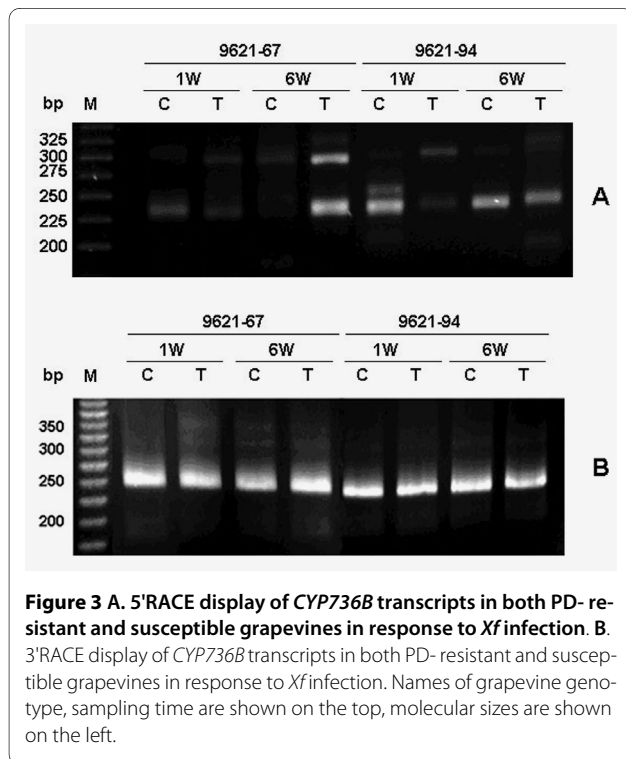 9621-67 9621-94
1W 6W 1W 6W
bp M C T C T C T C T
325
300
275
250
225
200
A
9621-67 9621-94
1W 6W 1W 6W
bp M C T C T C T C T
350
300
250
200
B
Figure 3 A. 5'RACE display of CYP736B transcripts in both PD- re-
sistant and susceptible grapevines in response to Xf infection. B.
3'RACE display of CYP736B transcripts in both PD- resistant and suscep-
tible grapevines in response to Xf infection. Names of grapevine geno-
type, sampling time are shown on the top, molecular sizes are shown
on the left.